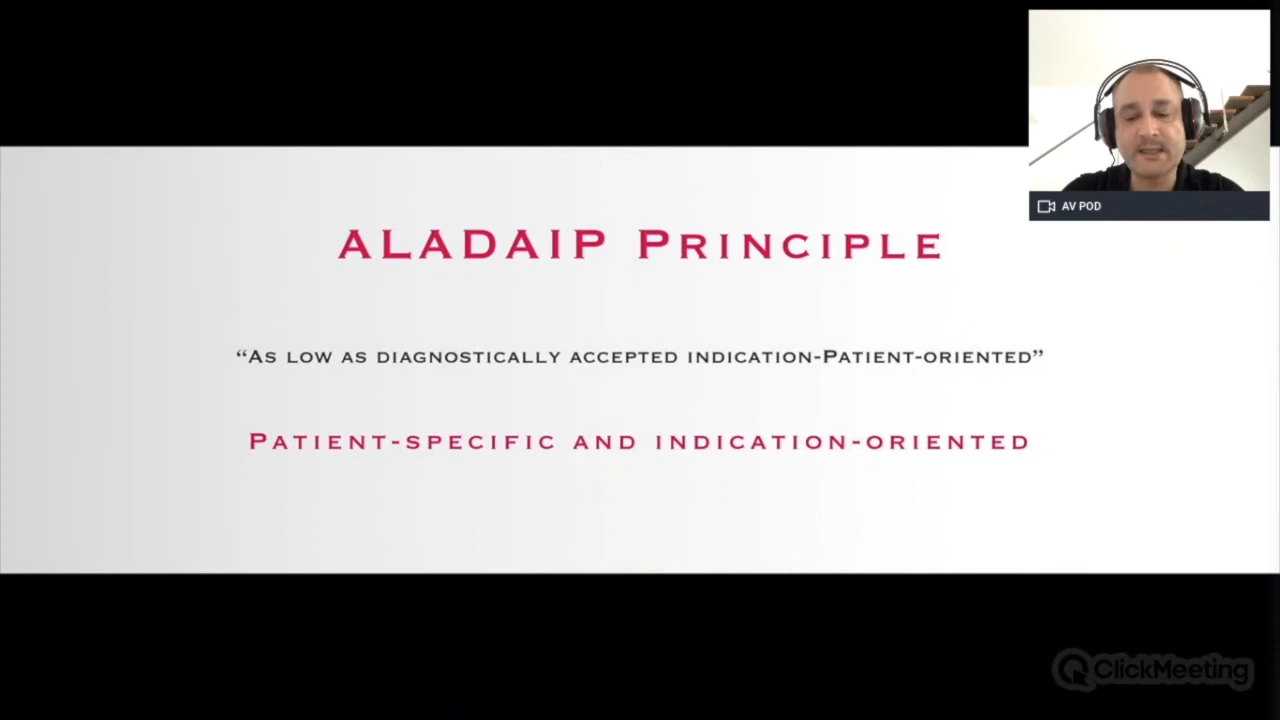 AV POD
ALADAIP Principle
“As low as diagnostically accepted indication-Patient-oriented”
Patient-specific and indication-oriented
ClickMeeting